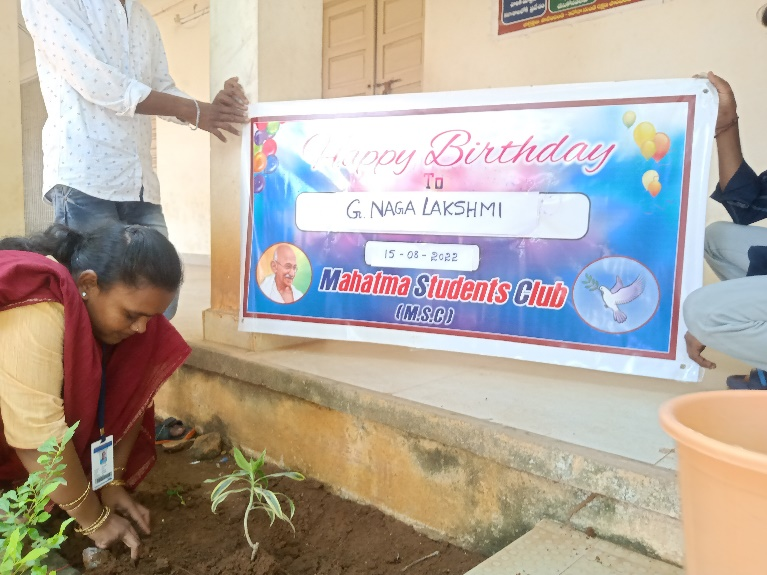 Happy Birthday
To
G. NAGA LAKSHMI
15-08-2022
Mahatma Students Club
(M.S.C)